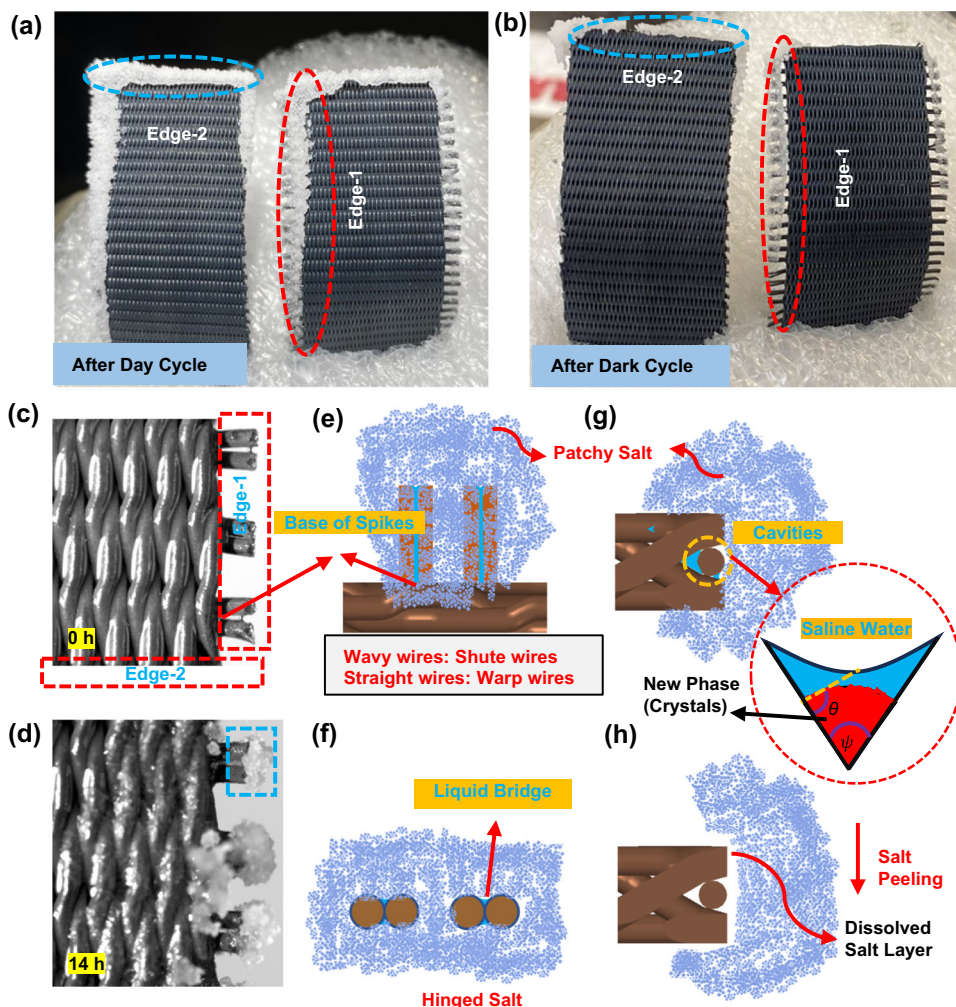 (a)
Edge-2
Edge-1
After Day Cycle
(b)
Edge-2
Edge-1
After Dark Cycle
(c)
Edge-1
0 h
Edge-2
(d)
14 h
(e)
Patchy Salt
Base of Spikes
Wavy wires: Shute wires
Straight wires: Warp wires
(f)
Liquid Bridge
Hinged Salt
(g)
Cavities
Saline Water
New Phase
(Crystals)
θ
ψ
(h)
Salt
Peeling
Dissolved
Salt Layer